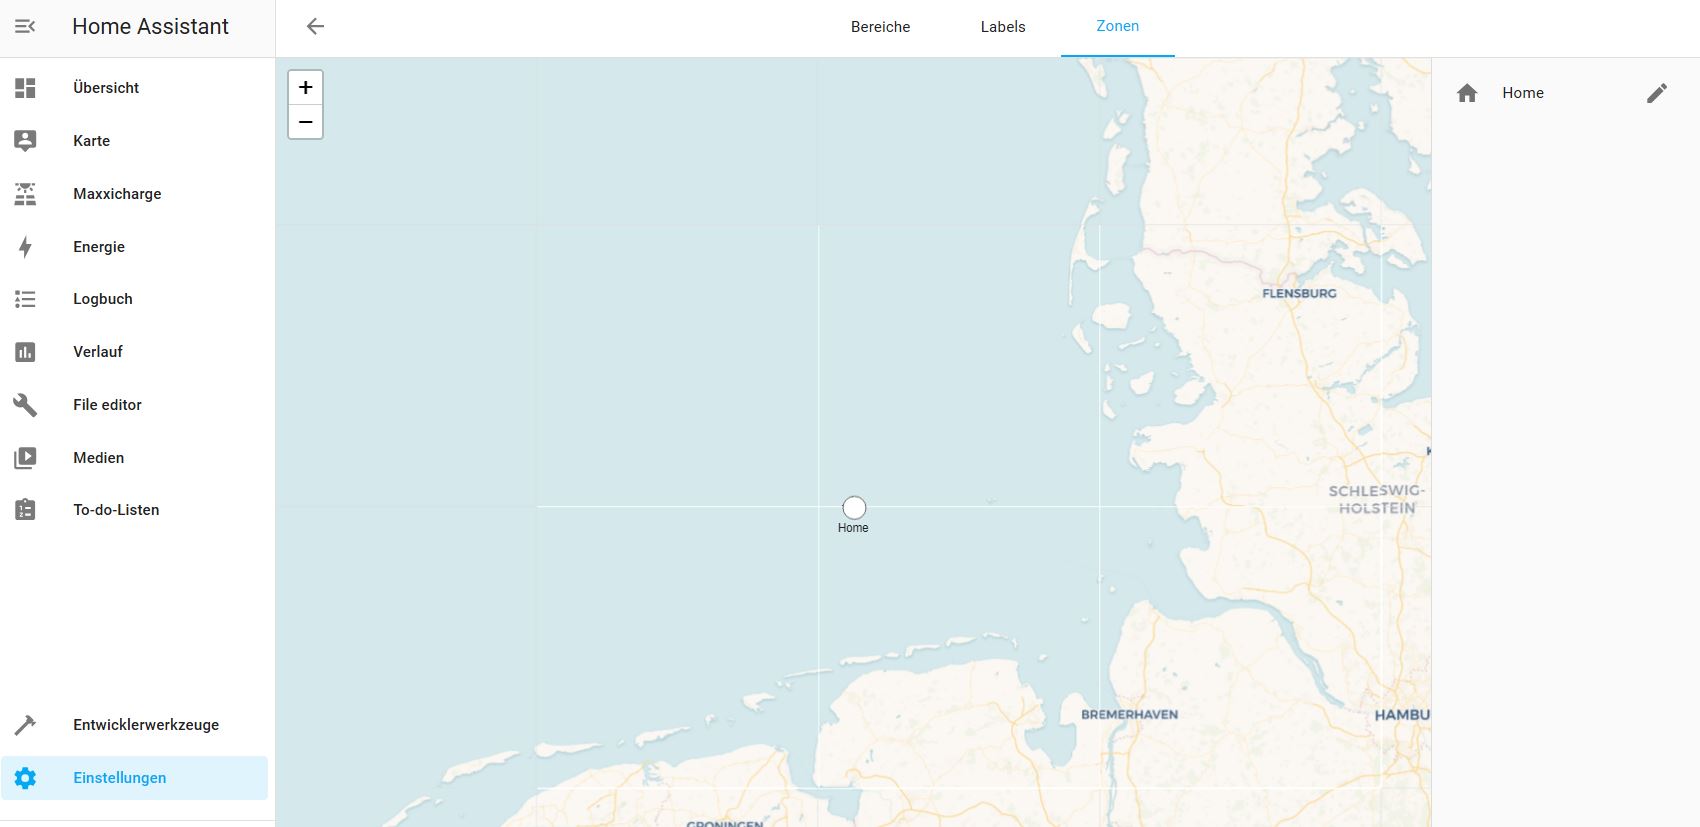 Home Assistant
Bereiche
Labels
Zonen
Übersicht
Karte
Maxxicharge
Energie
Logbuch
Verlauf
File editor
Medien
To-do-Listen
Entwicklerwerkzeuge
Einstellungen
+
−
FLENSBURG
SCHLESWIG-
HOLSTEIN
Home
BREMERHAVEN
HAMBU
GRONINGEN
Home